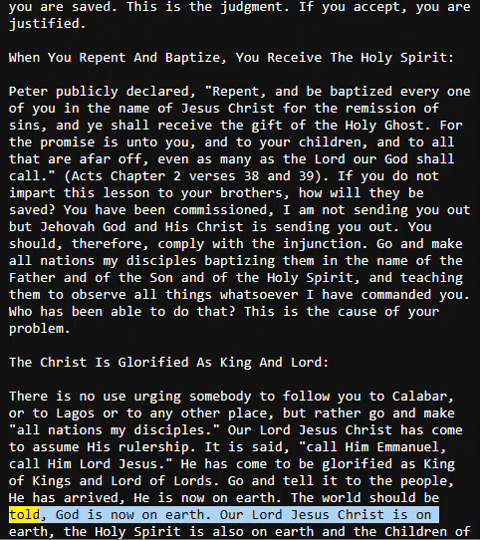 you are saved. This is the judgment. If you accept, you are
justified.
When You Repent And Baptize, You Receive The Holy Spirit:
Peter publicly declared, "Repent, and be baptized every one
of you in the name of Jesus Christ for the remission of
sins, and ye shall receive the gift of the Holy Ghost. For
the promise is unto you, and to your children, and to all
that are afar off, even as many as the Lord our God shall
call." (Acts Chapter 2 verses 38 and 39). If you do not
impart this lesson to your brothers, how will they be
saved? You have been commissioned, I am not sending you out
but Jehovah God and His Christ is sending you out. You
should, therefore, comply with the injunction. Go and make
all nations my disciples baptizing them in the name of the
Father and of the Son and of the Holy Spirit, and teaching
them to observe all things whatsoever I have commanded you.
Who has been able to do that? This is the cause of your
problem.
The Christ Is Glorified As King And Lord:
There is no use urging somebody to follow you to Calabar,
or to Lagos or to any other place, but rather go and make
"all nations my disciples." Our Lord Jesus Christ has come
to assume His rulership. It is said, "call Him Emmanuel,
call Him Lord Jesus." He has come to be glorified as King
of Kings and Lord of Lords. Go and tell it to the people,
He has arrived, He is now on earth. The world should be
told, God is now on earth. Our Lord Jesus Christ is on
earth, the Holy Spirit is also on earth and the Children of